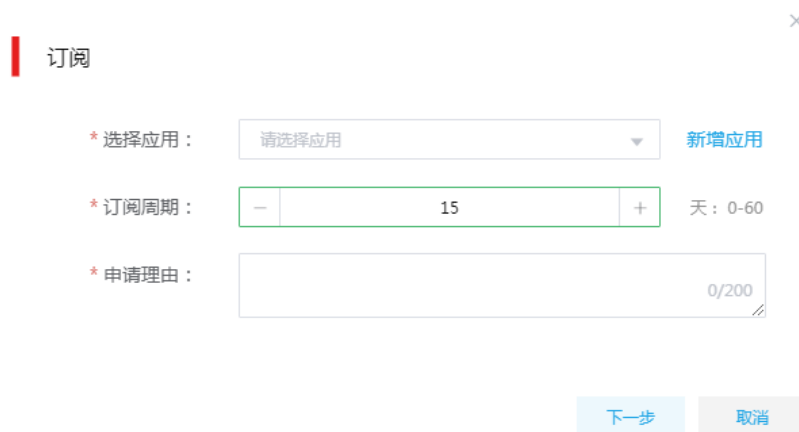 订阅
* 选择应用： 请选择应用 新增应用
* 订阅周期： − 15 + 天：0-60
* 申请理由：
0/200
下一步 取消